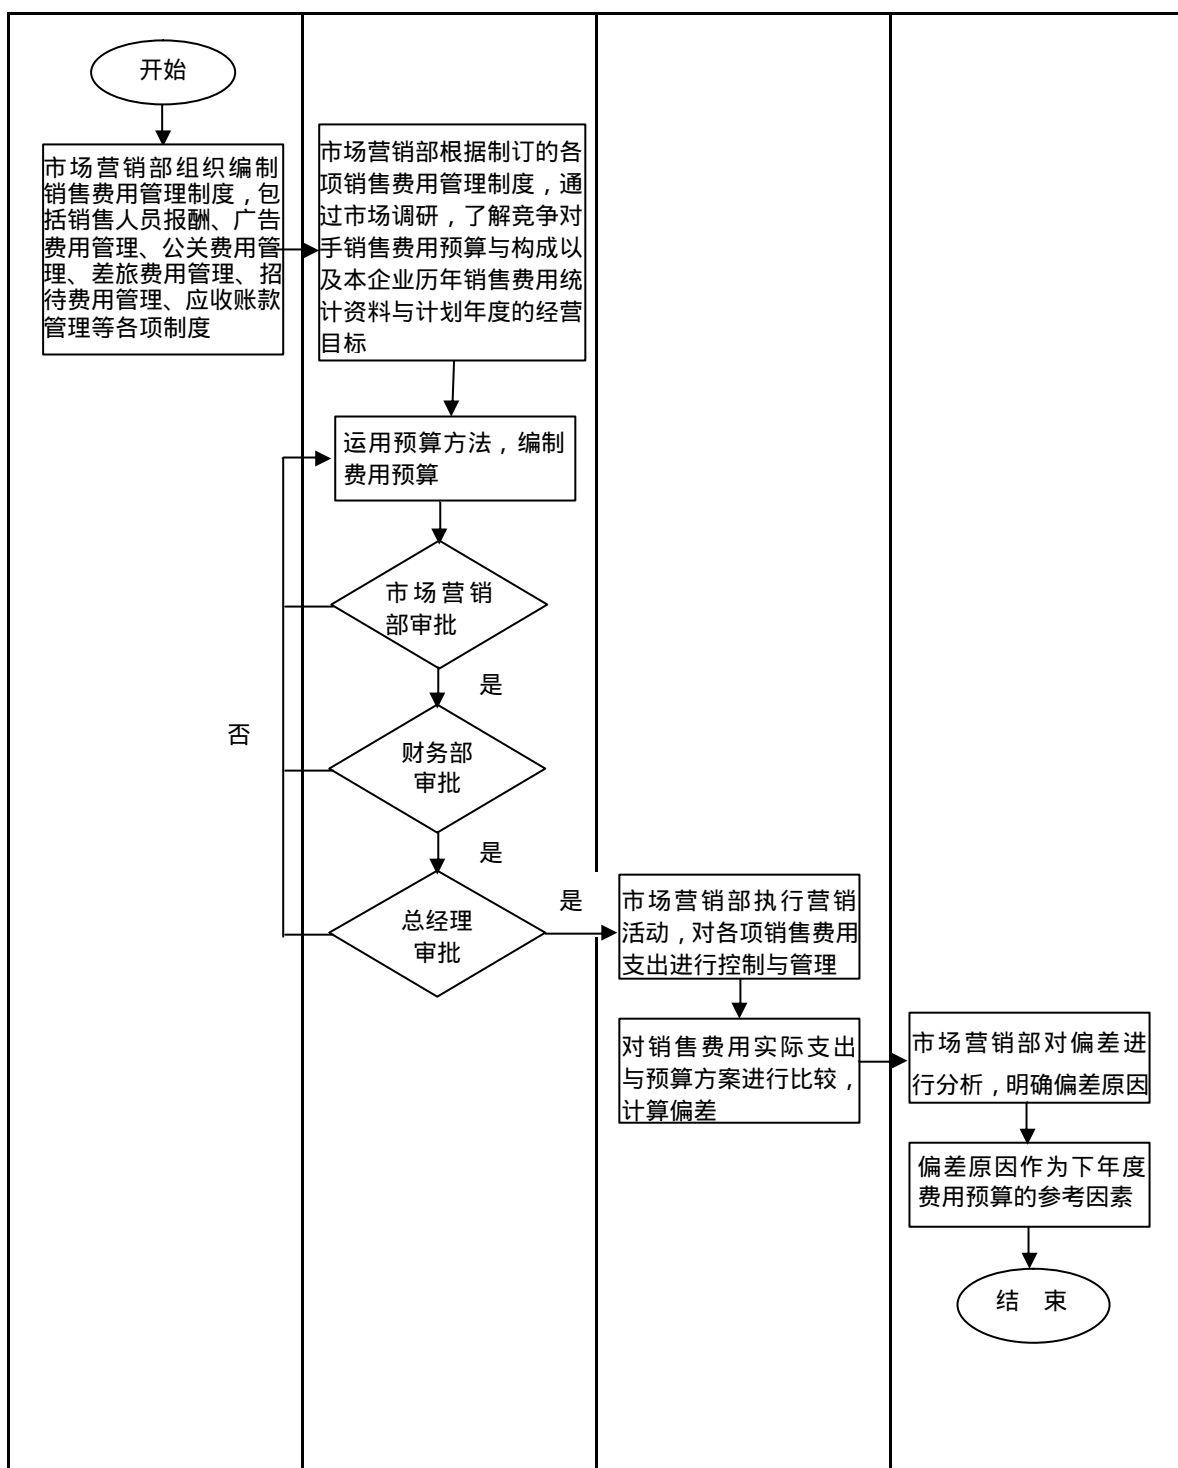 开始
市场营销部组织编制
销售费用管理制度，包
括销售人员报酬、广告
费用管理、公关费用管
理、差旅费用管理、招
待费用管理、应收账款
管理等各项制度
市场营销部根据制订的各
项销售费用管理制度，通
过市场调研，了解竞争对
手销售费用预算与构成以
及本企业历年销售费用统
计资料与计划年度的经营
目标
运用预算方法，编制
费用预算
市场营销
部审批
是
否
财务部
审批
是
总经理
审批
是
市场营销部执行营销
活动，对各项销售费用
支出进行控制与管理
对销售费用实际支出
与预算方案进行比较，
计算偏差
市场营销部对偏差进
行分析，明确偏差原因
偏差原因作为下年度
费用预算的参考因素
结 束